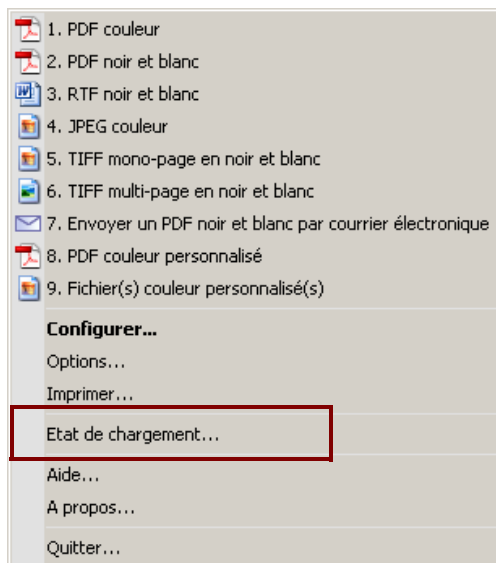 1. PDF couleur
2. PDF noir et blanc
3. RTF noir et blanc
4. JPEG couleur
5. TIFF mono-page en noir et blanc
6. TIFF multi-page en noir et blanc
7. Envoyer un PDF noir et blanc par courrier électronique
8. PDF couleur personnalisé
9. Fichier(s) couleur personnalisé(s)
Configurer...
Options...
Imprimer...
Etat de chargement...
Aide...
A propos...
Quitter...